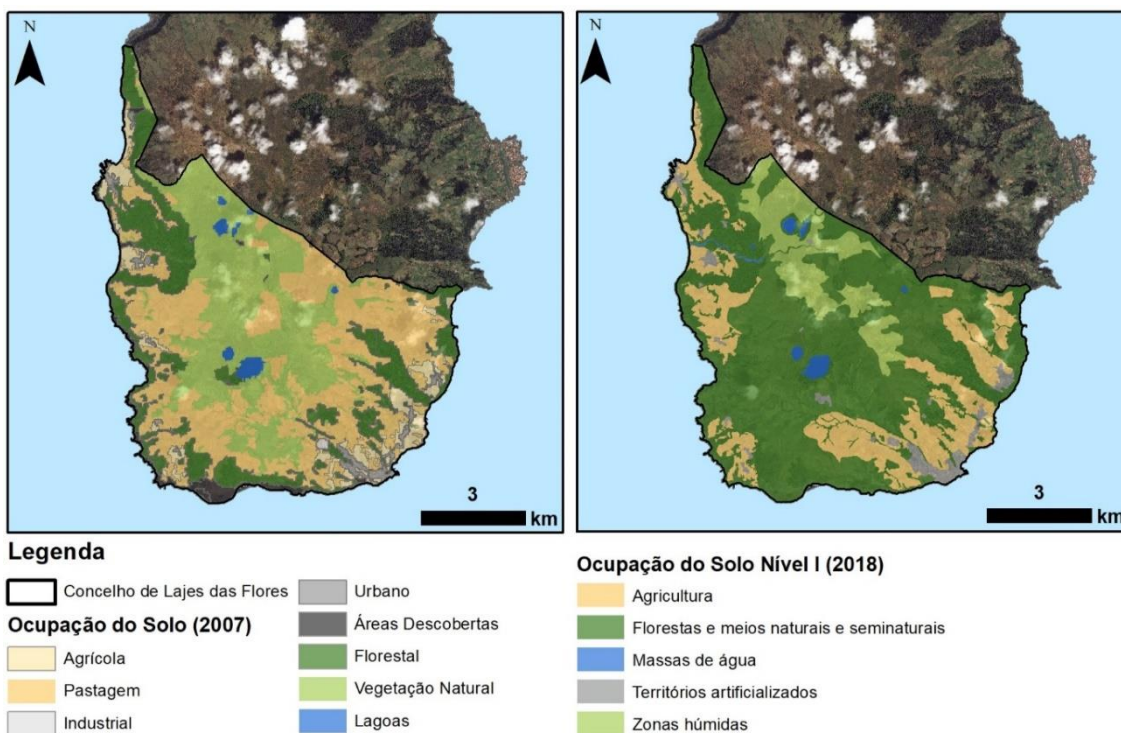 N
N
3
km
3
km
Legenda
Concelho de Lajes das Flores
Ocupação do Solo (2007)
Agrícola
Pastagem
Industrial
Urbano
Áreas Descobertas
Florestal
Vegetação Natural
Lagoas
Ocupação do Solo Nível I (2018)
Agricultura
Florestas e meios naturais e seminaturais
Massas de água
Territórios artificializados
Zonas húmidas